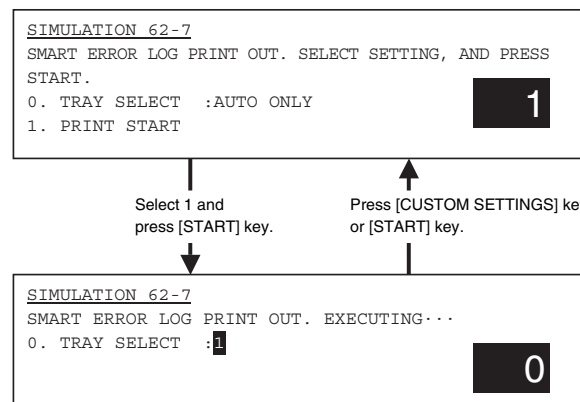 SIMULATION 62-7
SMART ERROR LOG PRINT OUT. SELECT SETTING, AND PRESS
START.
0. TRAY SELECT :AUTO ONLY
1. PRINT START
1
Select 1 and
press [START] key.
Press [CUSTOM SETTINGS] ke
or [START] key.
SIMULATION 62-7
SMART ERROR LOG PRINT OUT. EXECUTING···
0. TRAY SELECT :1
0